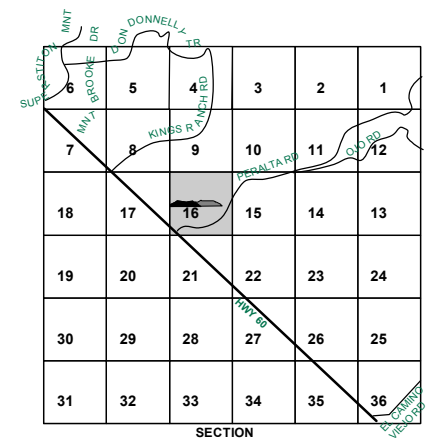 SUPERSTITION MNT
MNT BROOKE DR
DON DONNELLY TR
6 5 4 3 2 1
KINGS RANCH RD
7 8 9 10 11 12
PERALTA RD
OJO RD
18 17 16 15 14 13
19 20 21 22 23 24
HWY 60
30 29 28 27 26 25
31 32 33 34 35 36
EL CAMINO VIEJO RD
SECTION